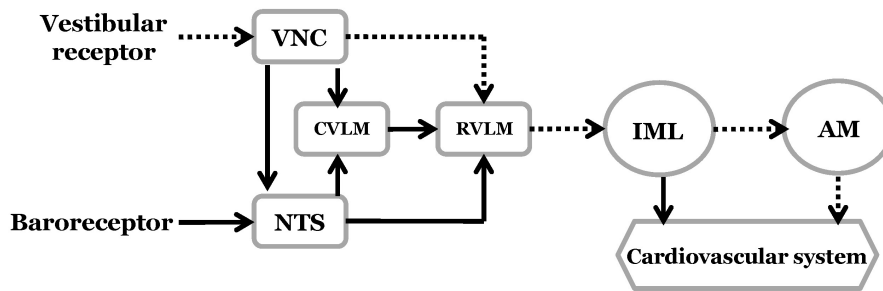 Vestibular
receptor
VNC
CVLM
RVLM
IML
AM
Baroreceptor
NTS
Cardiovascular system